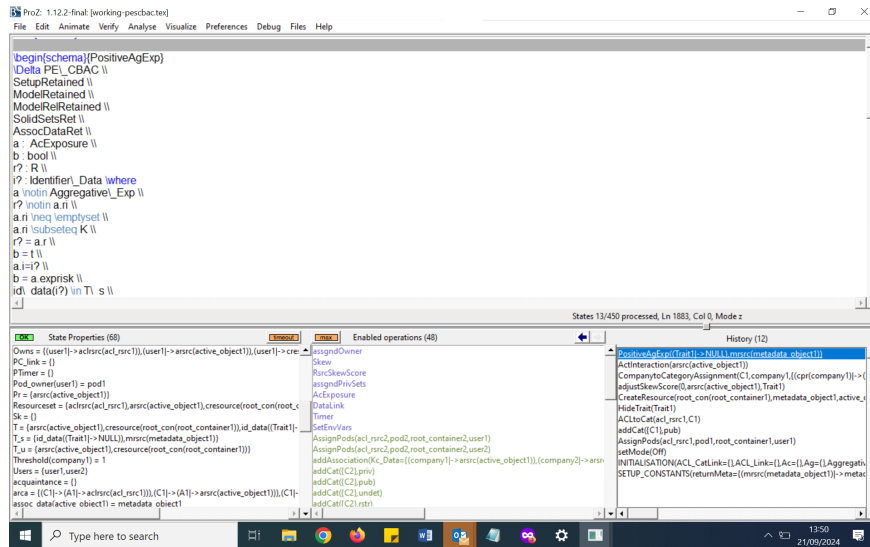 ProZ: 1.12.2-final: [working-pescbac.tex]
File Edit Animate Verify Analyse Visualize Preferences Debug Files Help
\begin{schema}{PositiveAgExp}
\Delta PE\_CBAC \\
SetupRetained \\
ModelRetained \\
ModelRelRetained \\
SolidSetsRet \\
AssocDataRet \\
a : AcExposure \\
b : bool \\
r? : R \\
i? : Identifier\_Data \where
a \notin Aggregative\_Exp \\
r? \notin a.ri \\
a.ri \neq \emptyset \\
a.ri \subseteq K \\
r? = a.r \\
b = t \\
a.i=i? \\
b = a.exprisk \\
id\_data(i?) \in T\_s \\
States 13/450 processed, Ln 1883, Col 0, Mode z
OK State Properties (68) timeout
Owns = {(user1|->aclrsrc(acl_rsrc1)),(user1|->arsrc(active_object1)),(user1|->cre
PC_link = {}
PTimer = {}
Pod_owner(user1) = pod1
Pr = {arsrc(active_object1)}
Resourceset = {aclrsrc(acl_rsrc1),arsrc(active_object1),cresource(root_con(root_c
Sk = {}
T = {arsrc(active_object1),cresource(root_con(root_container1)),id_data((Trait1|-
T_s = {id_data((Trait1|->NULL)),mrsrc(metadata_object1)}
T_u = {arsrc(active_object1),cresource(root_con(root_container1))}
Threshold(company1) = 1
Users = {user1,user2}
acquaintance = {}
arca = {(C1|->(A1|->aclrsrc(acl_rsrc1))),(C1|->(A1|->arsrc(active_object1))),(C1|-
assoc_data(active_object1) = metadata_object1
max Enabled operations (48)
assgndOwner
Skew
RsrcSkewScore
assgndPrivSets
AcExposure
DataLink
Timer
SetEnvVars
AssignPods(acl_rsrc2,pod2,root_container2,user1)
AssignPods(acl_rsrc2,pod2,root_container2,user2)
addAssociation(Kc_Data={(company1|->arsrc(active_object1)),(company2|->arsr
addCat({C2},priv)
addCat({C2},pub)
addCat({C2},undet)
addCat({C2},rstr)
History (12)
PositiveAgExp((Trait1|->NULL),mrsrc(metadata_object1))
ActInteraction(arsrc(active_object1))
CompanytoCategoryAssignment(C1,company1,{(cpr(company1)|->(
adjustSkewScore(0,arsrc(active_object1),Trait1)
CreateResource(root_con(root_container1),metadata_object1,active_
HideTrait(Trait1)
ACLtoCat(acl_rsrc1,C1)
addCat({C1},pub)
AssignPods(acl_rsrc1,pod1,root_container1,user1)
setMode(Off)
INITIALISATION(ACL_CatLink={},ACL_Link={},Ac={},Ag={},Aggregativ
SETUP_CONSTANTS(returnMeta={(mrsrc(metadata_object1)|->metac
Type here to search
13:50
21/09/2024